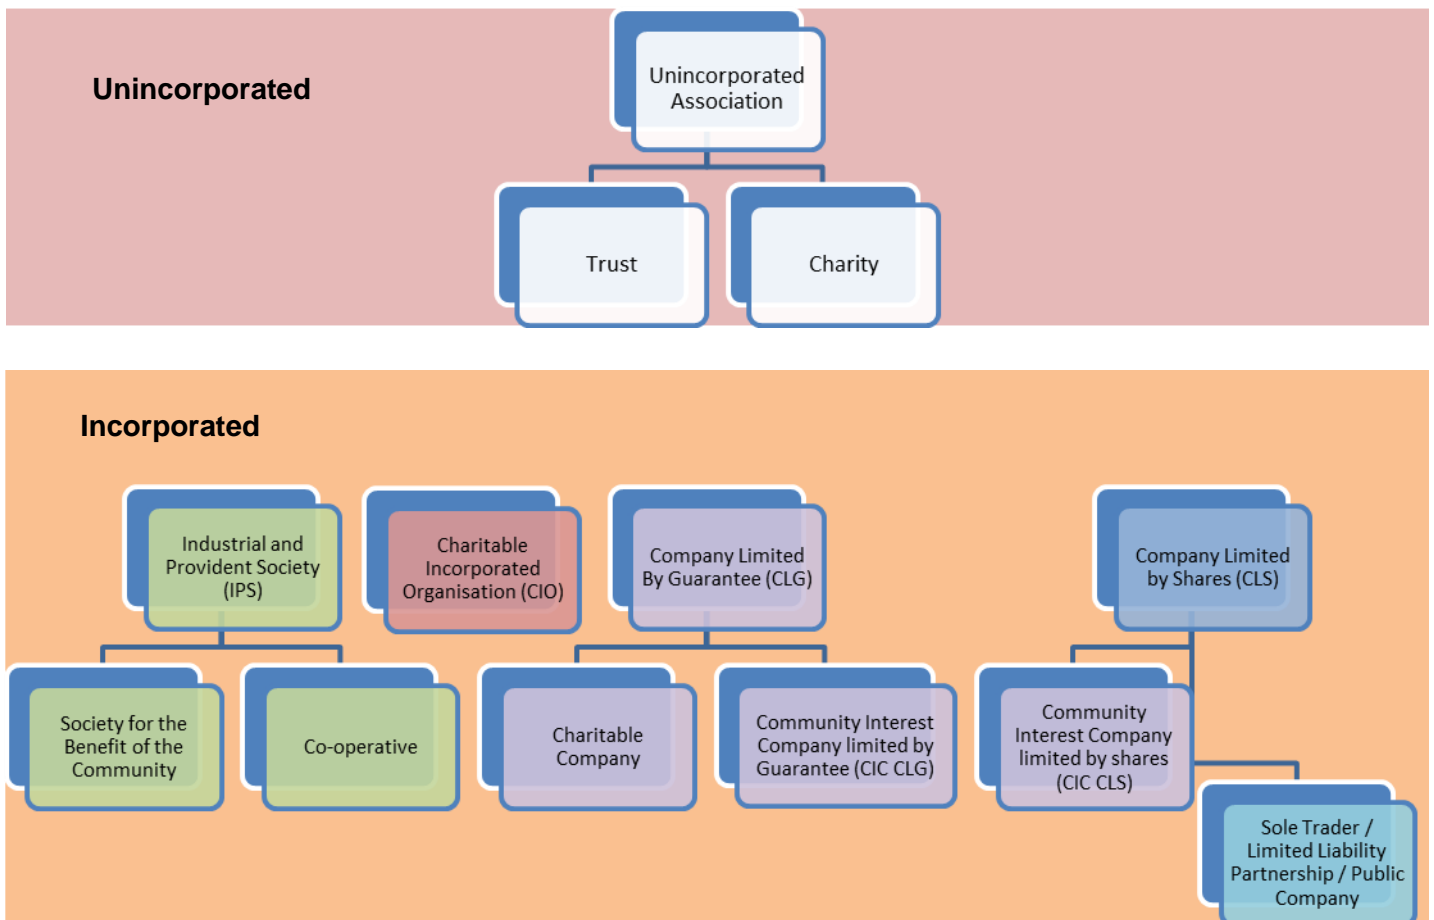 Unincorporated
Unincorporated
Association
Trust
Charity
Incorporated
Industrial and
Provident Society
(IPS)
Charitable
Incorporated
Organisation (CIO)
Company Limited
By Guarantee (CLG)
Company Limited
by Shares (CLS)
Society for the
Benefit of the
Community
Co-operative
Charitable
Company
Community Interest
Company limited by
Guarantee (CIC CLG)
Community
Interest Company
limited by shares
(CIC CLS)
Sole Trader /
Limited Liability
Partnership / Public
Company